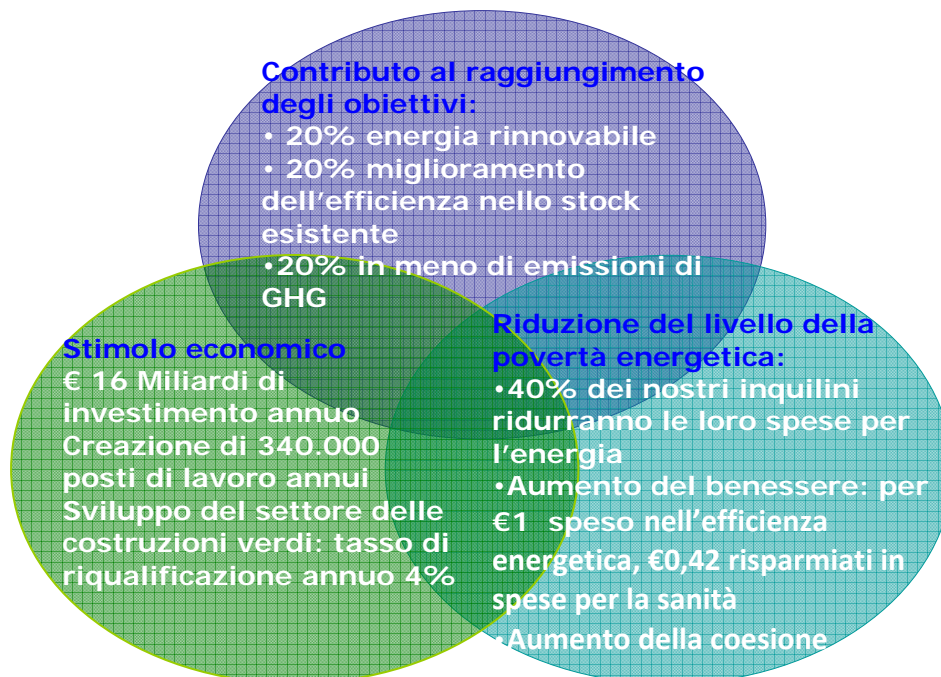 Contributo al raggiungimento
degli obiettivi:
• 20% energia rinnovabile
• 20% miglioramento
dell'efficienza nello stock
esistente
•20% in meno di emissioni di
GHG
Stimolo economico
€ 16 Miliardi di
investimento annuo
Creazione di 340.000
posti di lavoro annui
Sviluppo del settore delle
costruzioni verdi: tasso di
riqualificazione annuo 4%
Riduzione del livello della
povertà energetica:
•40% dei nostri inquilini
ridurranno le loro spese per
l'energia
•Aumento del benessere: per
€1 speso nell'efficienza
energetica, €0,42 risparmiati in
spese per la sanità
•Aumento della coesione